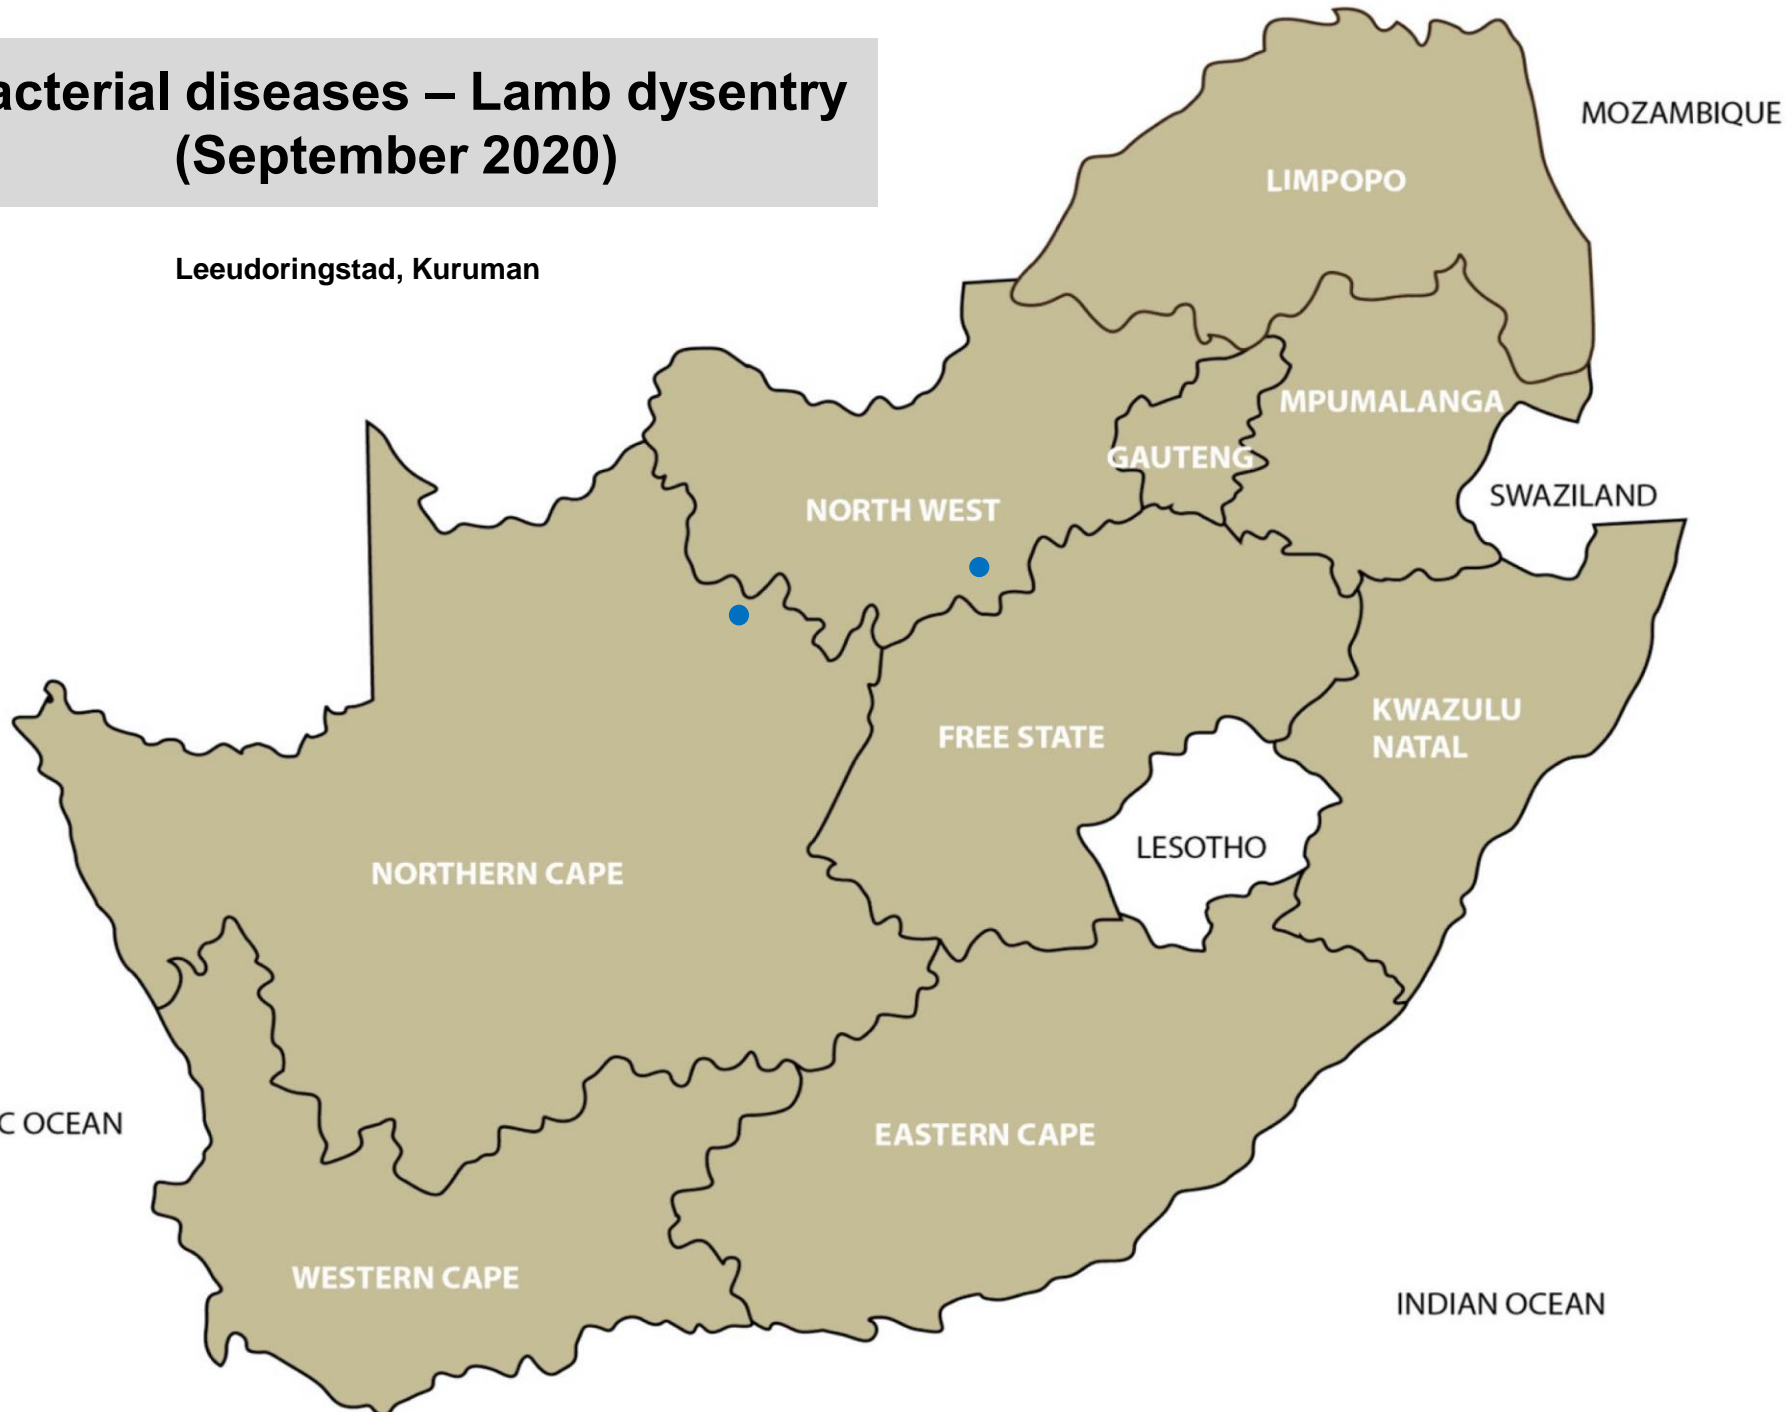 acterial diseases – Lamb dysentry
(September 2020)
Leeudoringstad, Kuruman
MOZAMBIQUE
LIMPOPO
MPUMALANGA
GAUTENG
SWAZILAND
NORTH WEST
KWAZULU
NATAL
FREE STATE
LESOTHO
NORTHERN CAPE
C OCEAN
EASTERN CAPE
WESTERN CAPE
INDIAN OCEAN